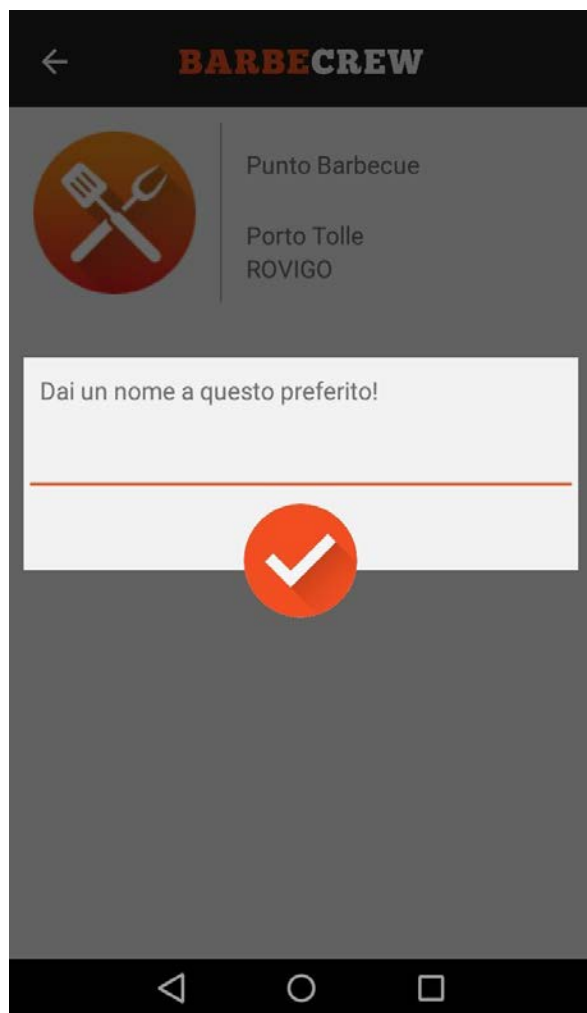 BARBECREW
Punto Barbecue
Porto Tolle
ROVIGO
Dai un nome a questo preferito!